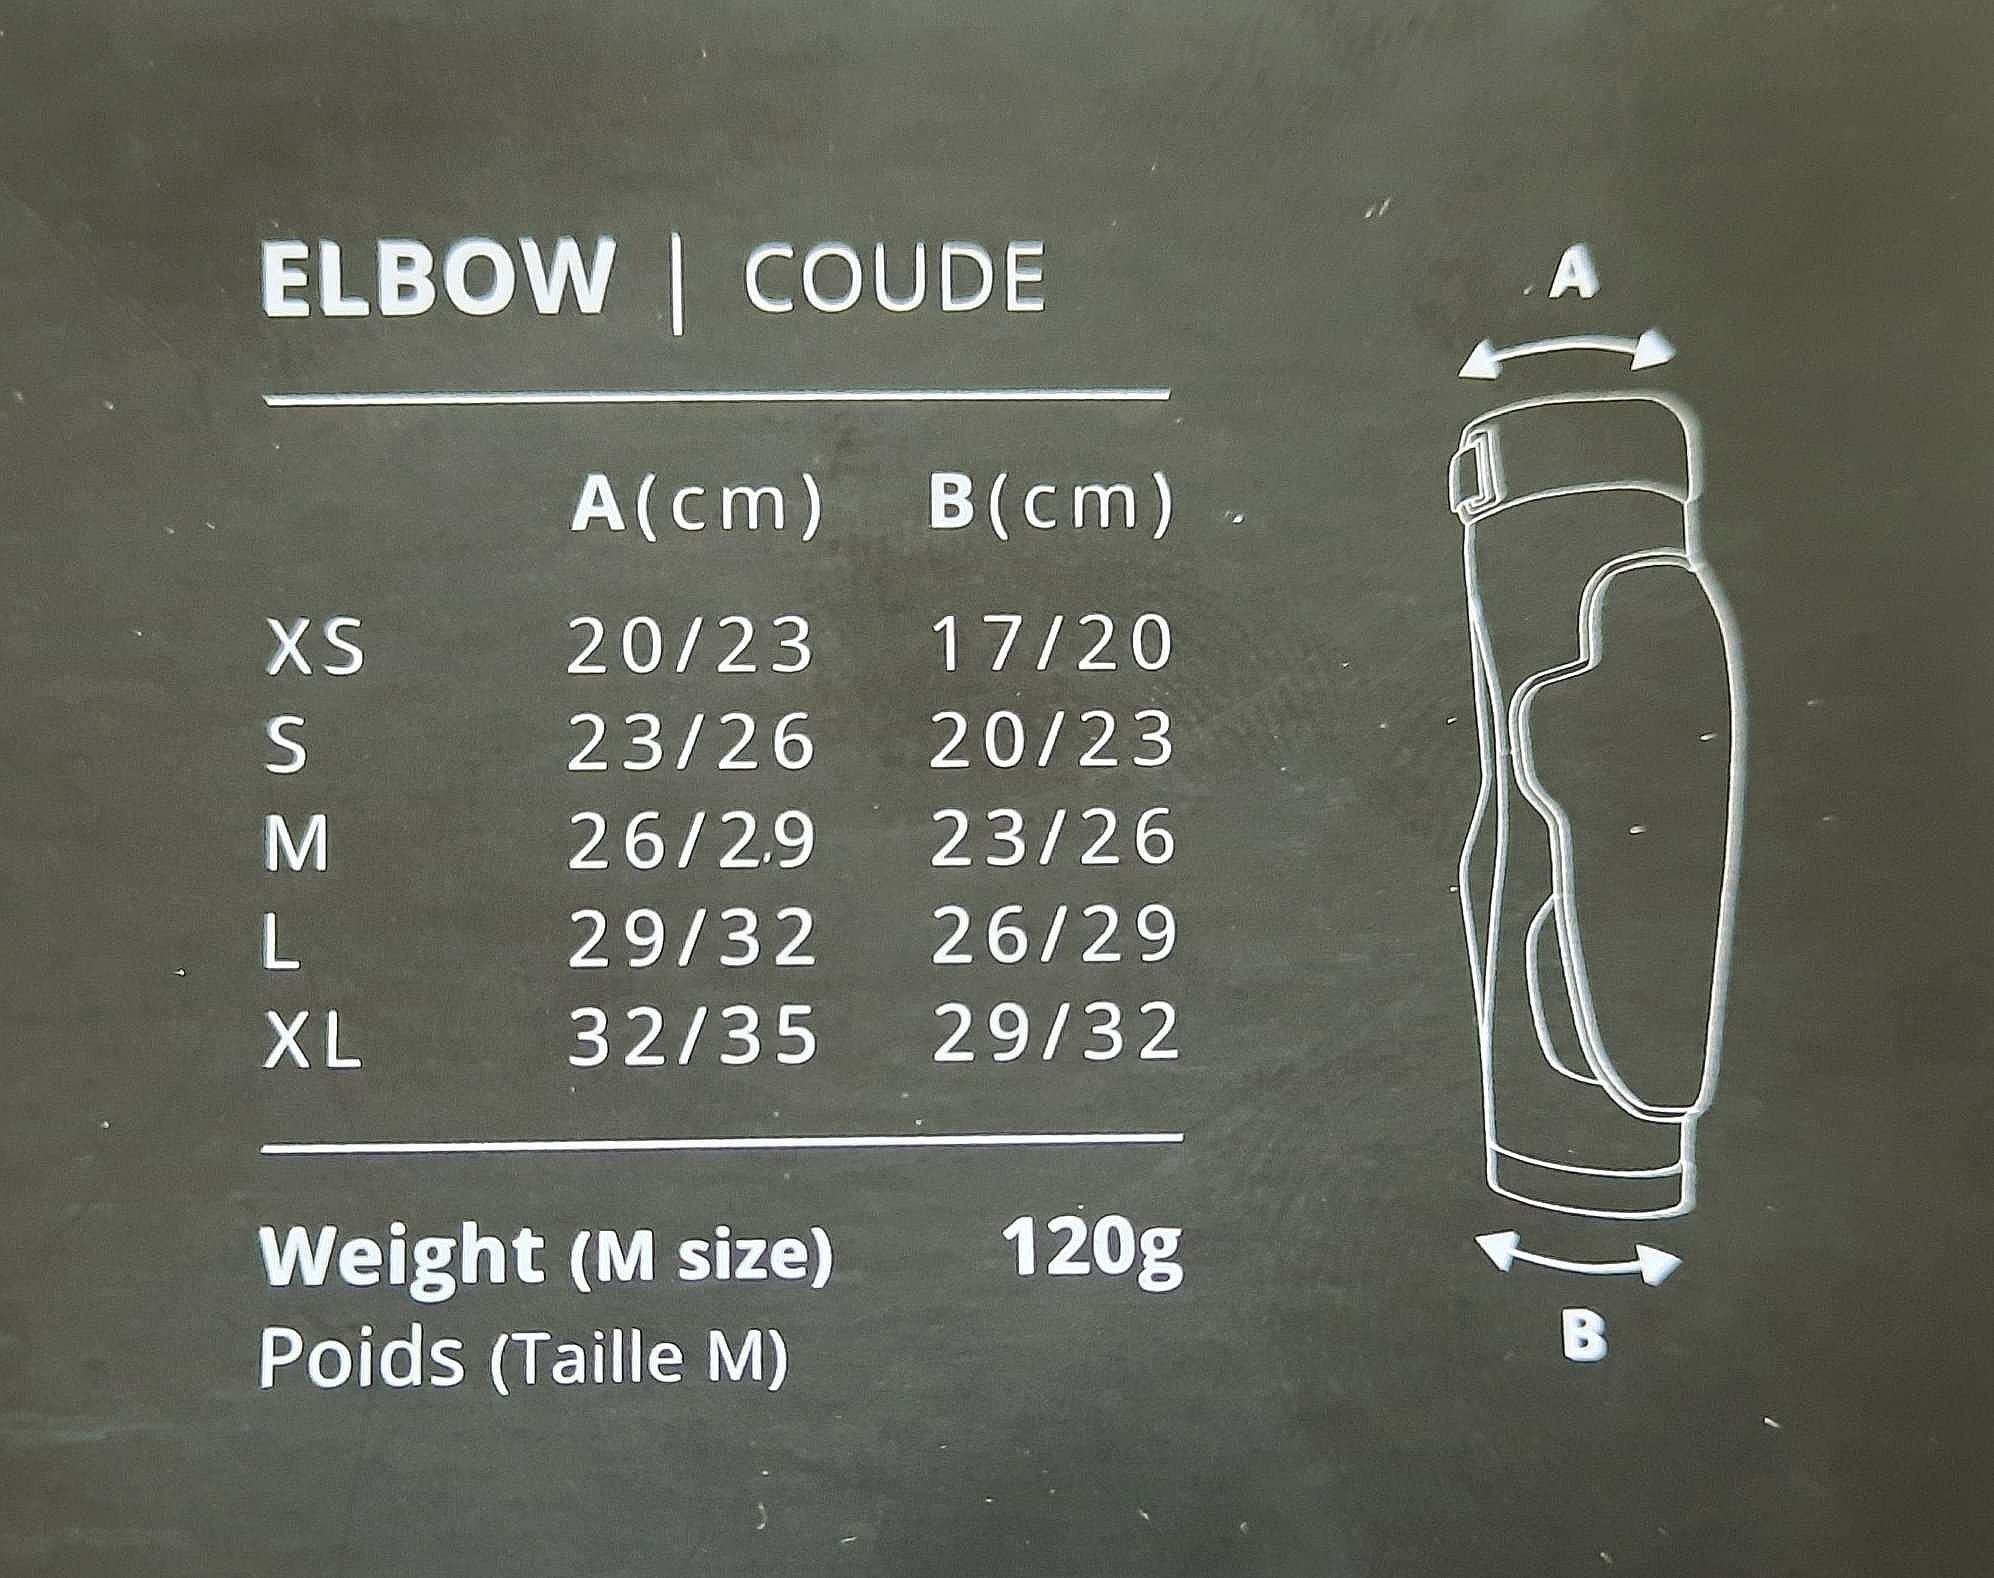 ELBOW | COUDE
A(cm) B(cm)
XS 20/23 17/20
S 23/26 20/23
M 26/29 23/26
L 29/32 26/29
XL 32/35 29/32
Weight (M size) 120g
Poids (Taille M)
A
B